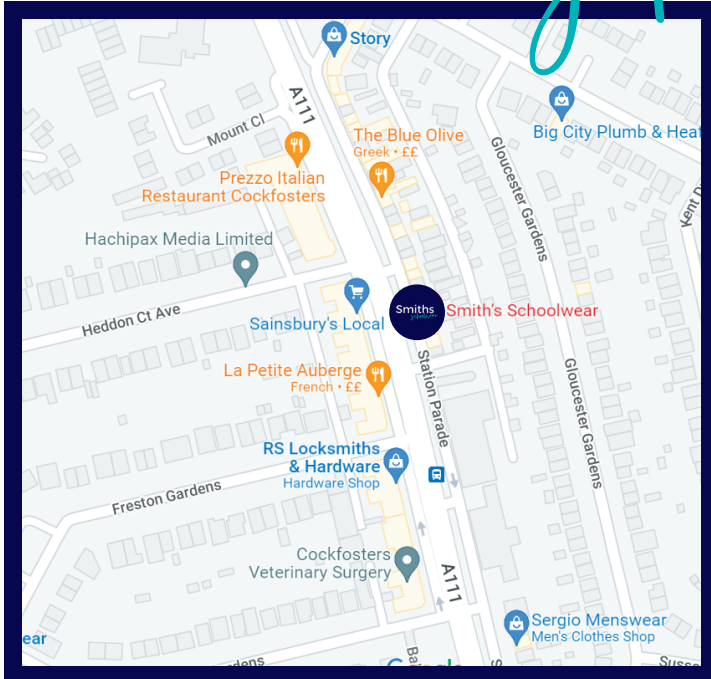 Story
A111
Mount Cl
The Blue Olive
Greek • ££
Big City Plumb & Heat
Prezzo Italian
Restaurant Cockfosters
Gloucester Gardens
Hachipax Media Limited
Heddon Ct Ave
Smiths
schoolwear
Smith's Schoolwear
Sainsbury's Local
La Petite Auberge
French • ££
Station Parade
Gloucester Gardens
RS Locksmiths
& Hardware
Hardware Shop
Freston Gardens
Cockfosters
Veterinary Surgery
A111
Sergio Menswear
Men's Clothes Shop
ear